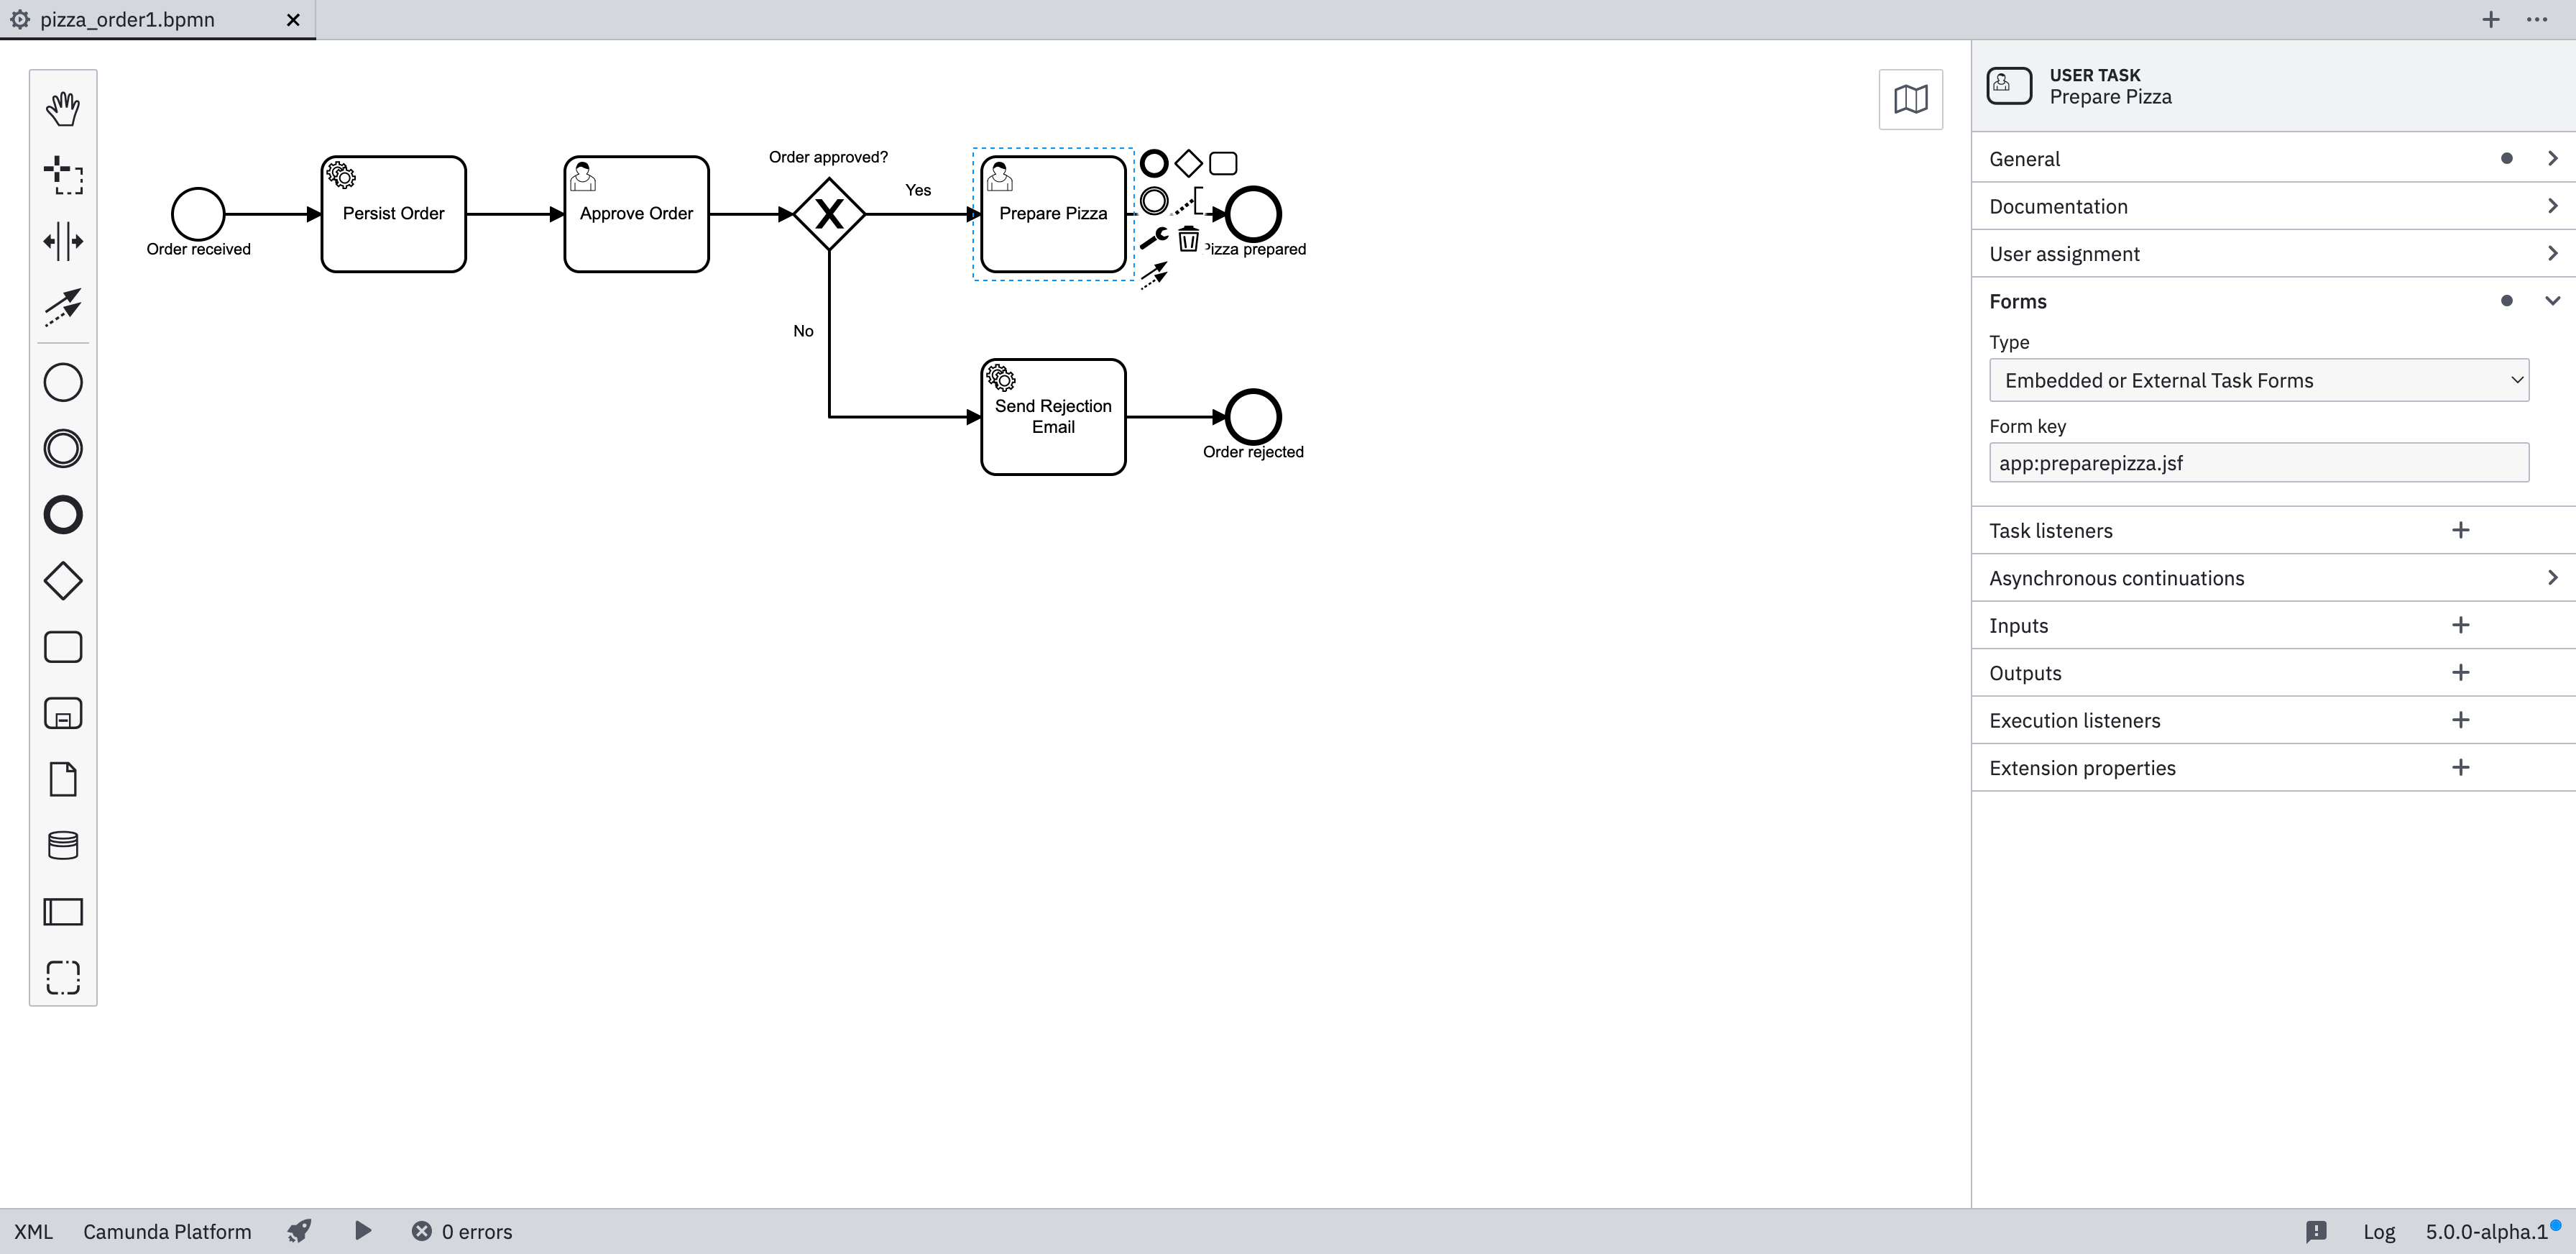 pizza_order1.bpmn
USER TASK
Prepare Pizza
General
Documentation
User assignment
Forms
Type
Embedded or External Task Forms
Form key
app:preparepizza.jsf
Task listeners
Asynchronous continuations
Inputs
Outputs
Execution listeners
Extension properties
Order received
Persist Order
Approve Order
Order approved?
Yes
Prepare Pizza
Pizza prepared
No
Send Rejection
Email
Order rejected
XML
Camunda Platform
0 errors
Log
5.0.0-alpha.1